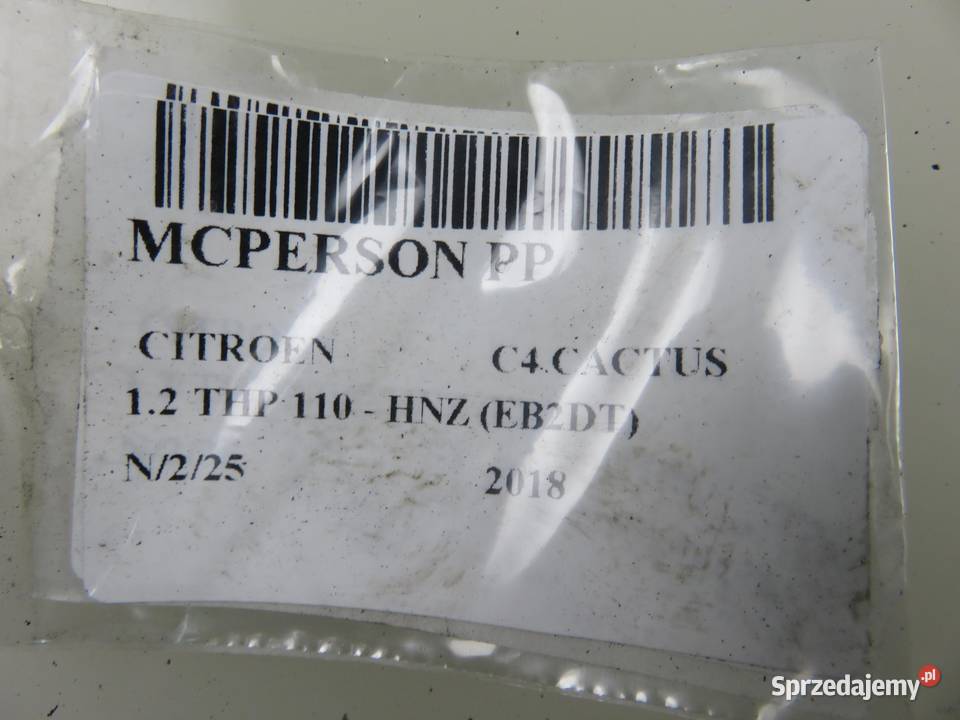 MCPERSON PP
CITROEN C4 CACTUS
1.2 THP 110 - HNZ (EB2DT)
N/2/25 2018
Sprzedajemy.pl